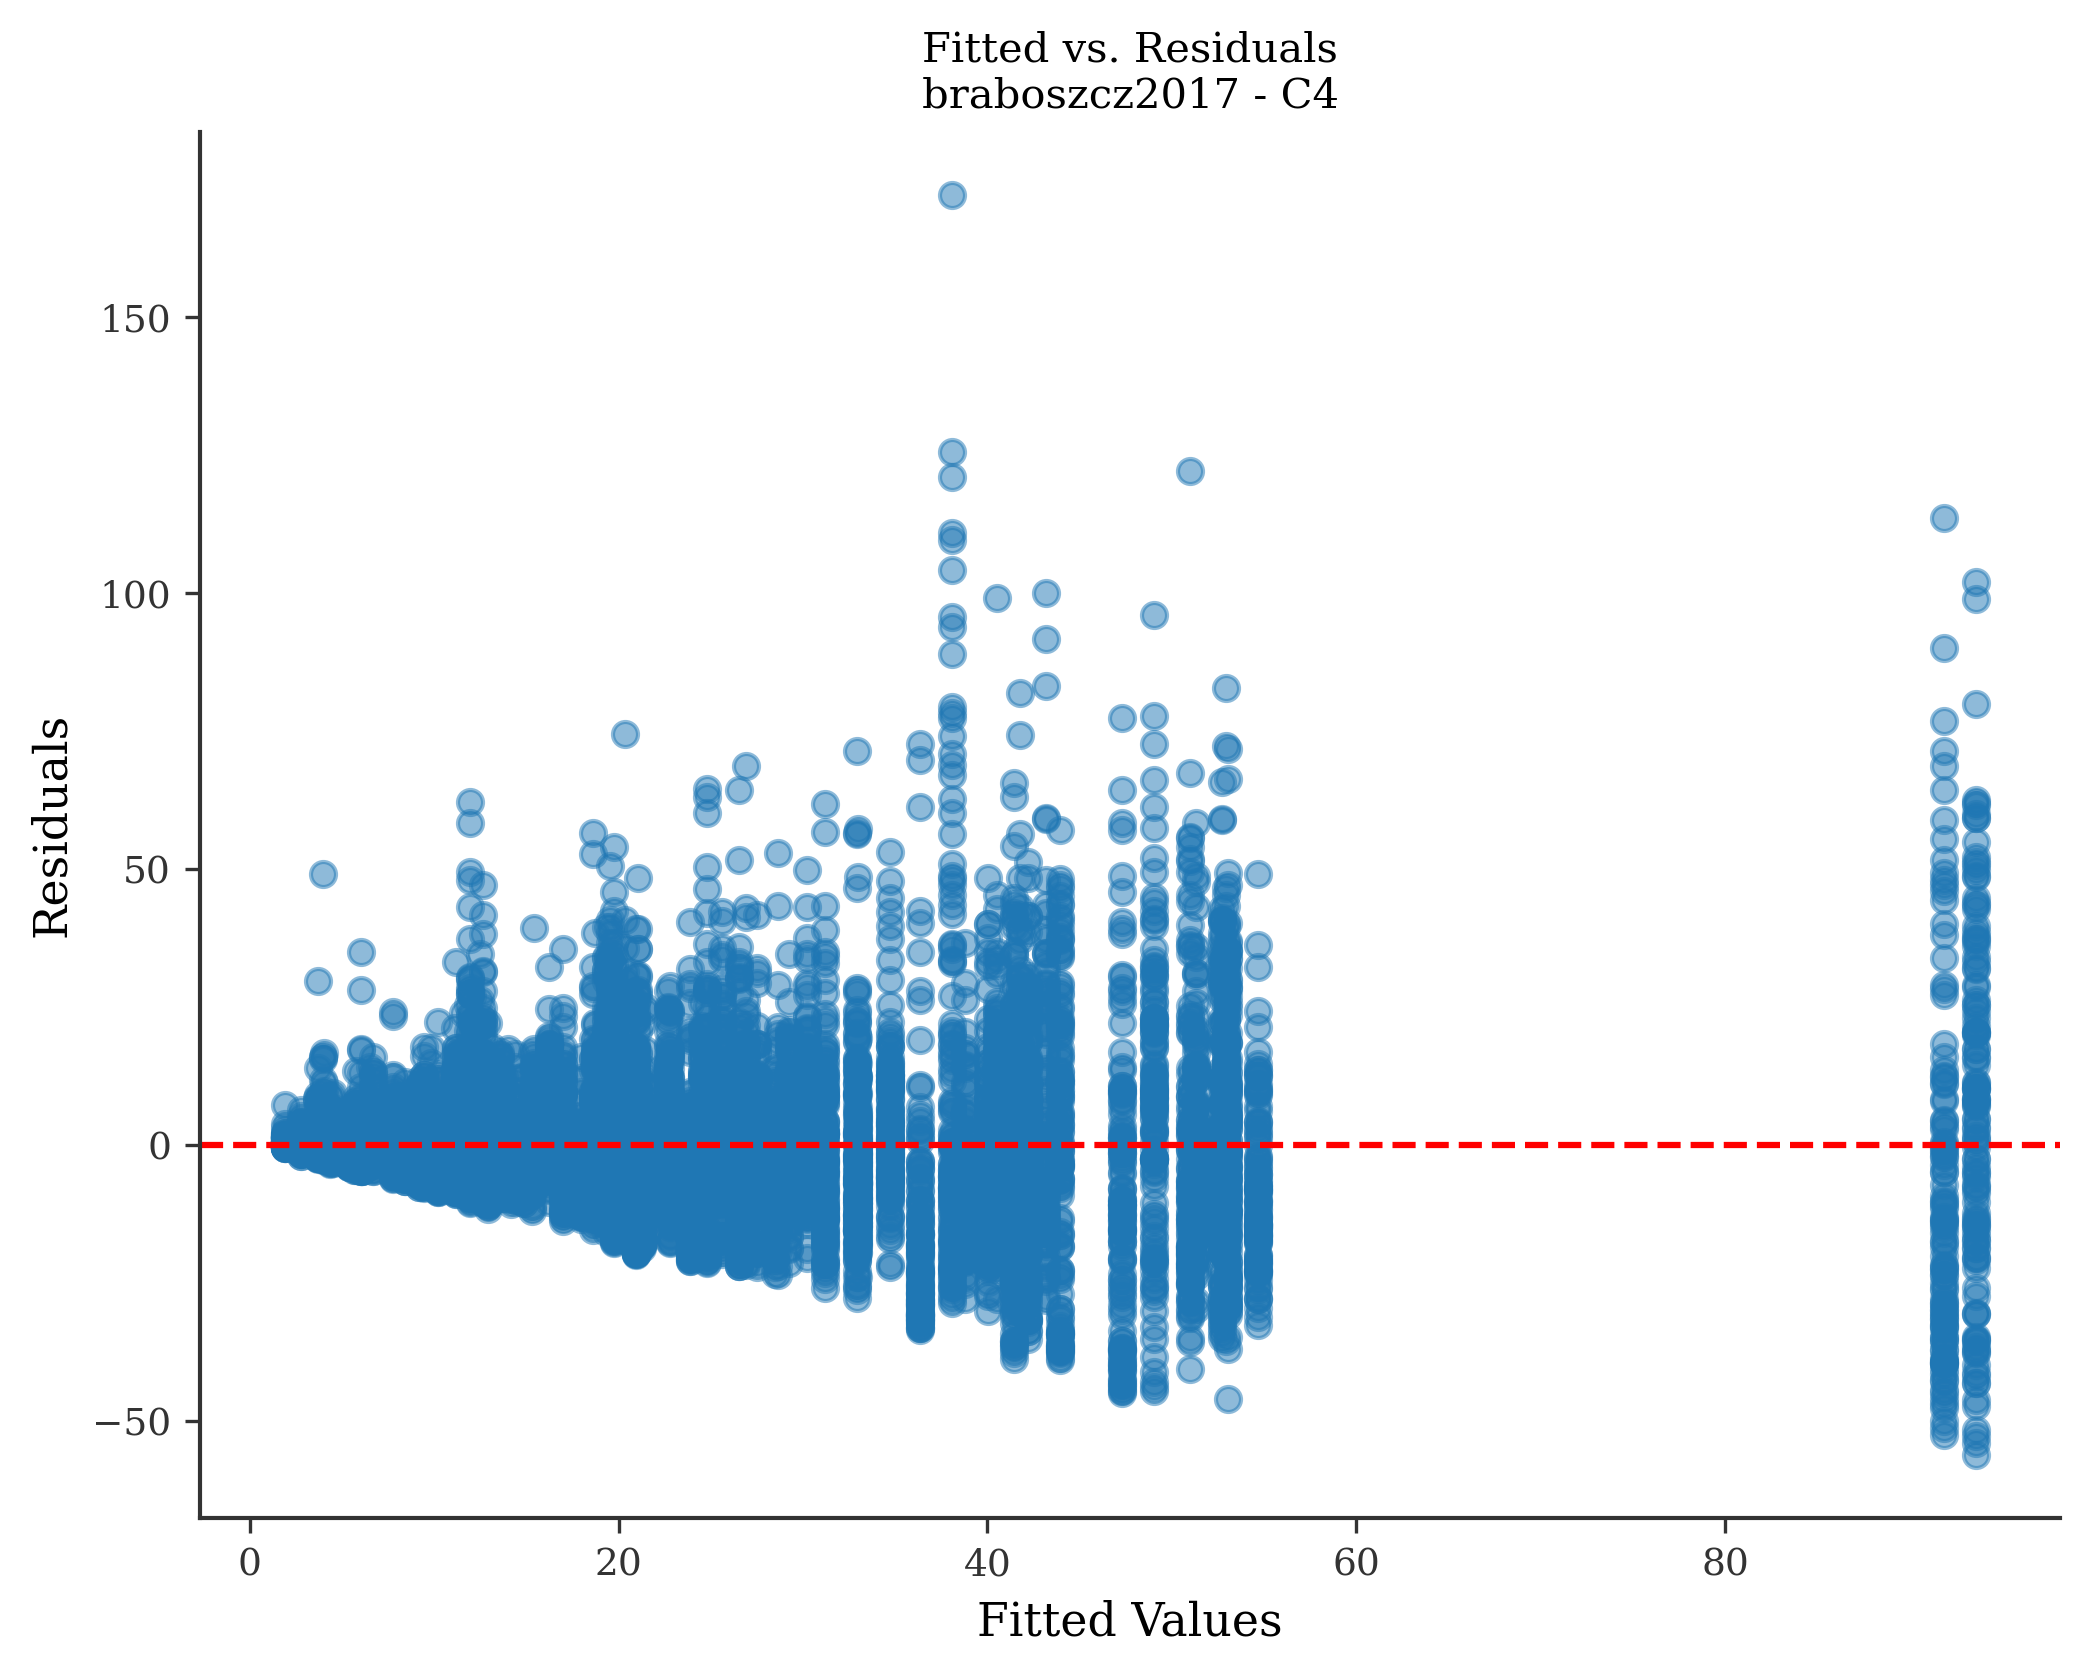 Fitted vs. Residuals
braboszcz2017 - C4
150
100
50
0
−50
Residuals
0 20 40 60 80
Fitted Values